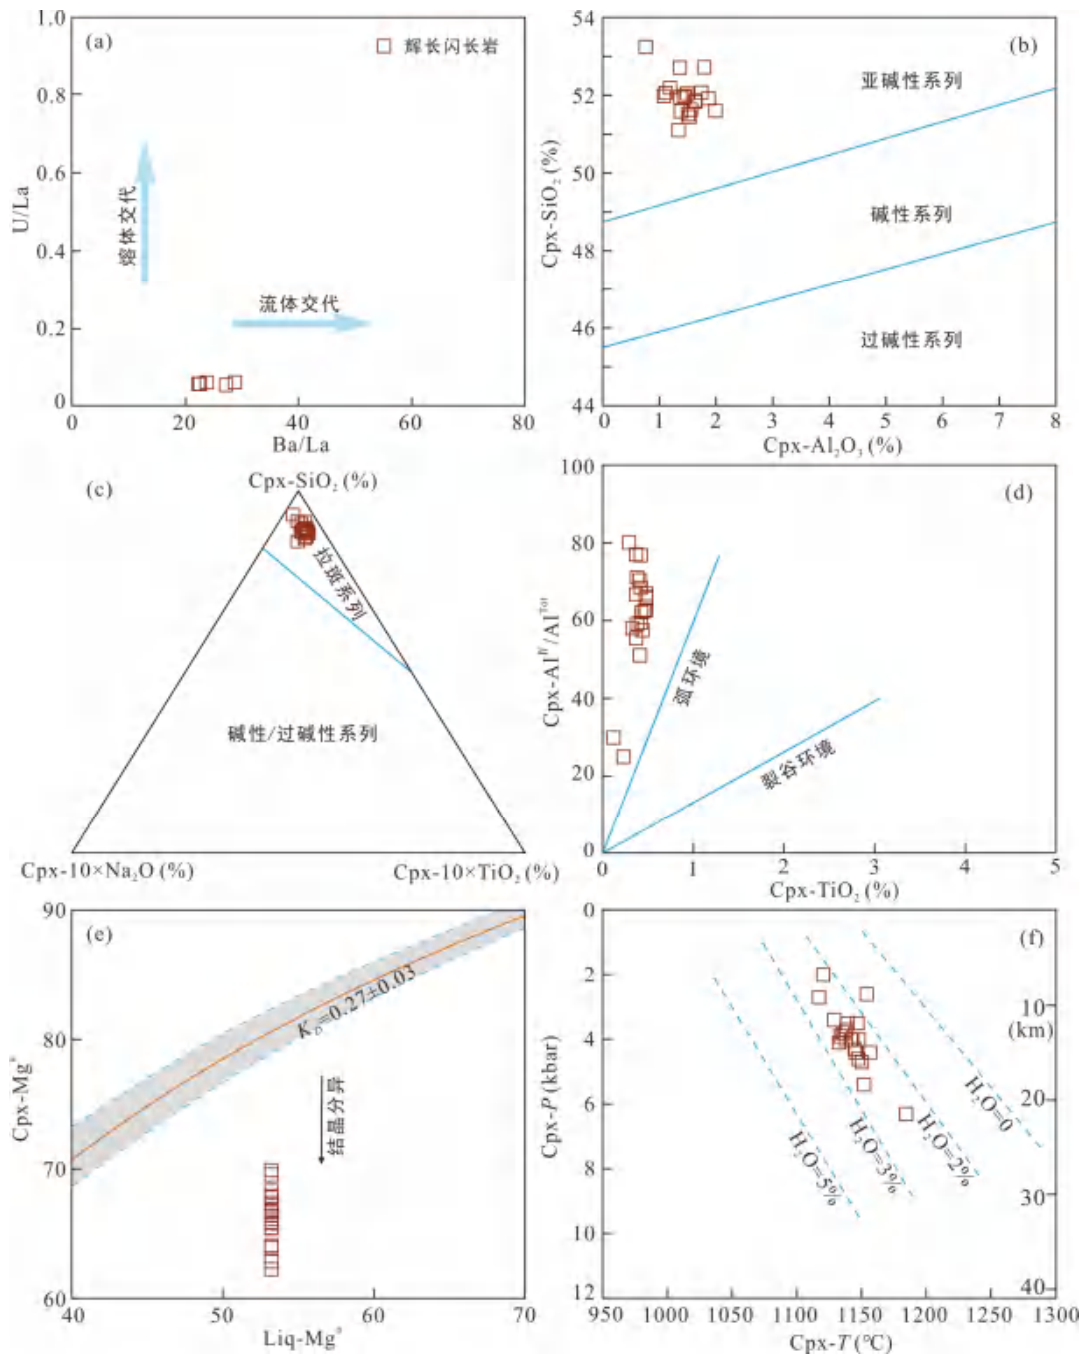 1.0
(a)
辉长闪长岩
0.8
0.6
0.4
0.2
0
U/La
熔体交代
流体交代
20
40
60
80
Ba/La
54
(b)
亚碱性系列
52
50
碱性系列
48
46
过碱性系列
44
Cpx-SiO₂ (%)
0
1
2
3
4
5
6
7
8
Cpx-Al₂O₃ (%)
(c)
Cpx-SiO₂ (%)
拉斑系列
碱性/过碱性系列
Cpx-10×Na₂O (%)
Cpx-10×TiO₂ (%)
100
(d)
80
60
40
20
0
Cpx-Alᴵⱽ/Alᵀᵒᵗ
弧环境
裂谷环境
0
1
2
3
4
5
Cpx-TiO₂ (%)
90
(e)
80
70
60
Cpx-Mg#
K_D=0.27±0.03
结晶分异
40
50
60
70
Liq-Mg#
0
(f)
2
4
6
8
10
12
Cpx-P (kbar)
10
(km)
20
30
40
H₂O=0
H₂O=2%
H₂O=3%
H₂O=5%
950
1000
1050
1100
1150
1200
1250
1300
Cpx-T (℃)